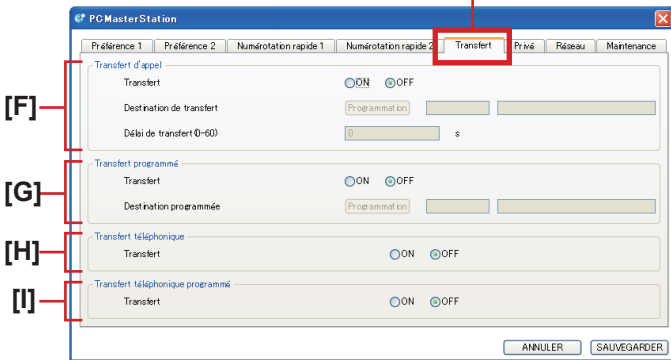 PCMasterStation
Préférence 1 Préférence 2 Numérotation rapide 1 Numérotation rapide 2 Transfert Privé Réseau Maintenance
[F]
Transfert d'appel
Transfert ON OFF
Destination de transfert Programmation
Délai de transfert(0-60) 0 s
[G]
Transfert programmé
Transfert ON OFF
Destination programmée Programmation
[H]
Transfert téléphonique
Transfert ON OFF
[I]
Transfert téléphonique programmé
Transfert ON OFF
ANNULER SAUVEGARDER